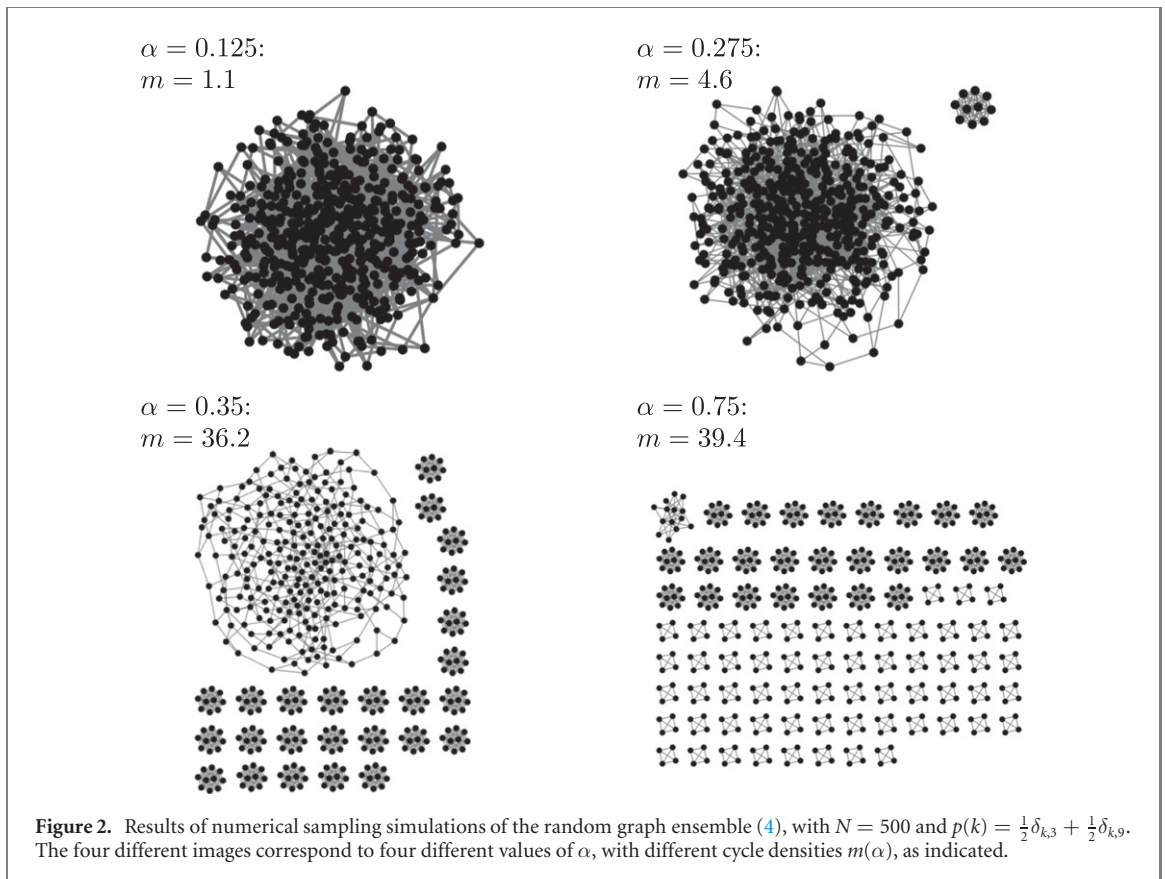 α = 0.125:
m = 1.1
α = 0.275:
m = 4.6
α = 0.35:
m = 36.2
α = 0.75:
m = 39.4
Figure 2. Results of numerical sampling simulations of the random graph ensemble (4), with N = 500 and p(k) = ½δₖ,₃ + ½δₖ,₉.
The four different images correspond to four different values of α, with different cycle densities m(α), as indicated.